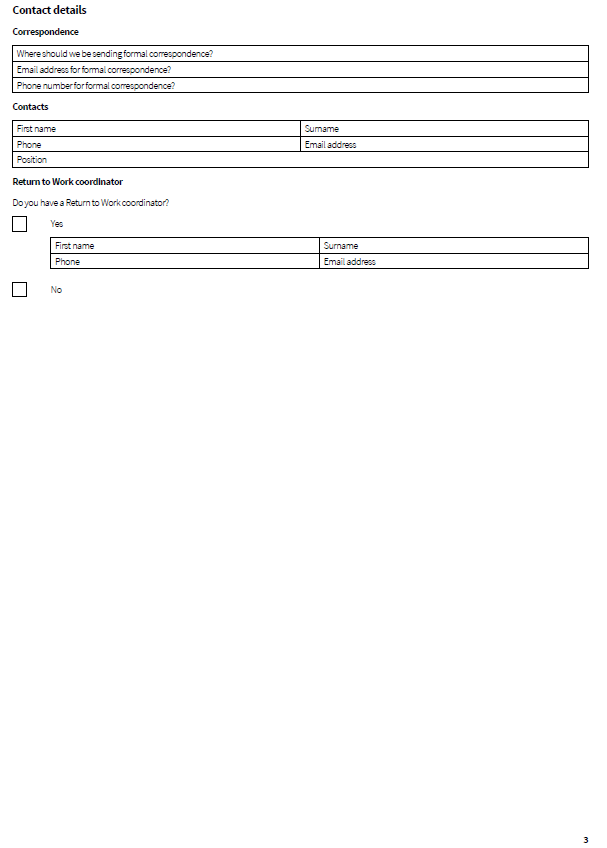 Contact details
Correspondence
Where should we be sending formal correspondence?
Email address for formal correspondence?
Phone number for formal correspondence?
Contacts
First name Surname
Phone Email address
Position
Return to Work coordinator
Do you have a Return to Work coordinator?
Yes
First name Surname
Phone Email address
No
3